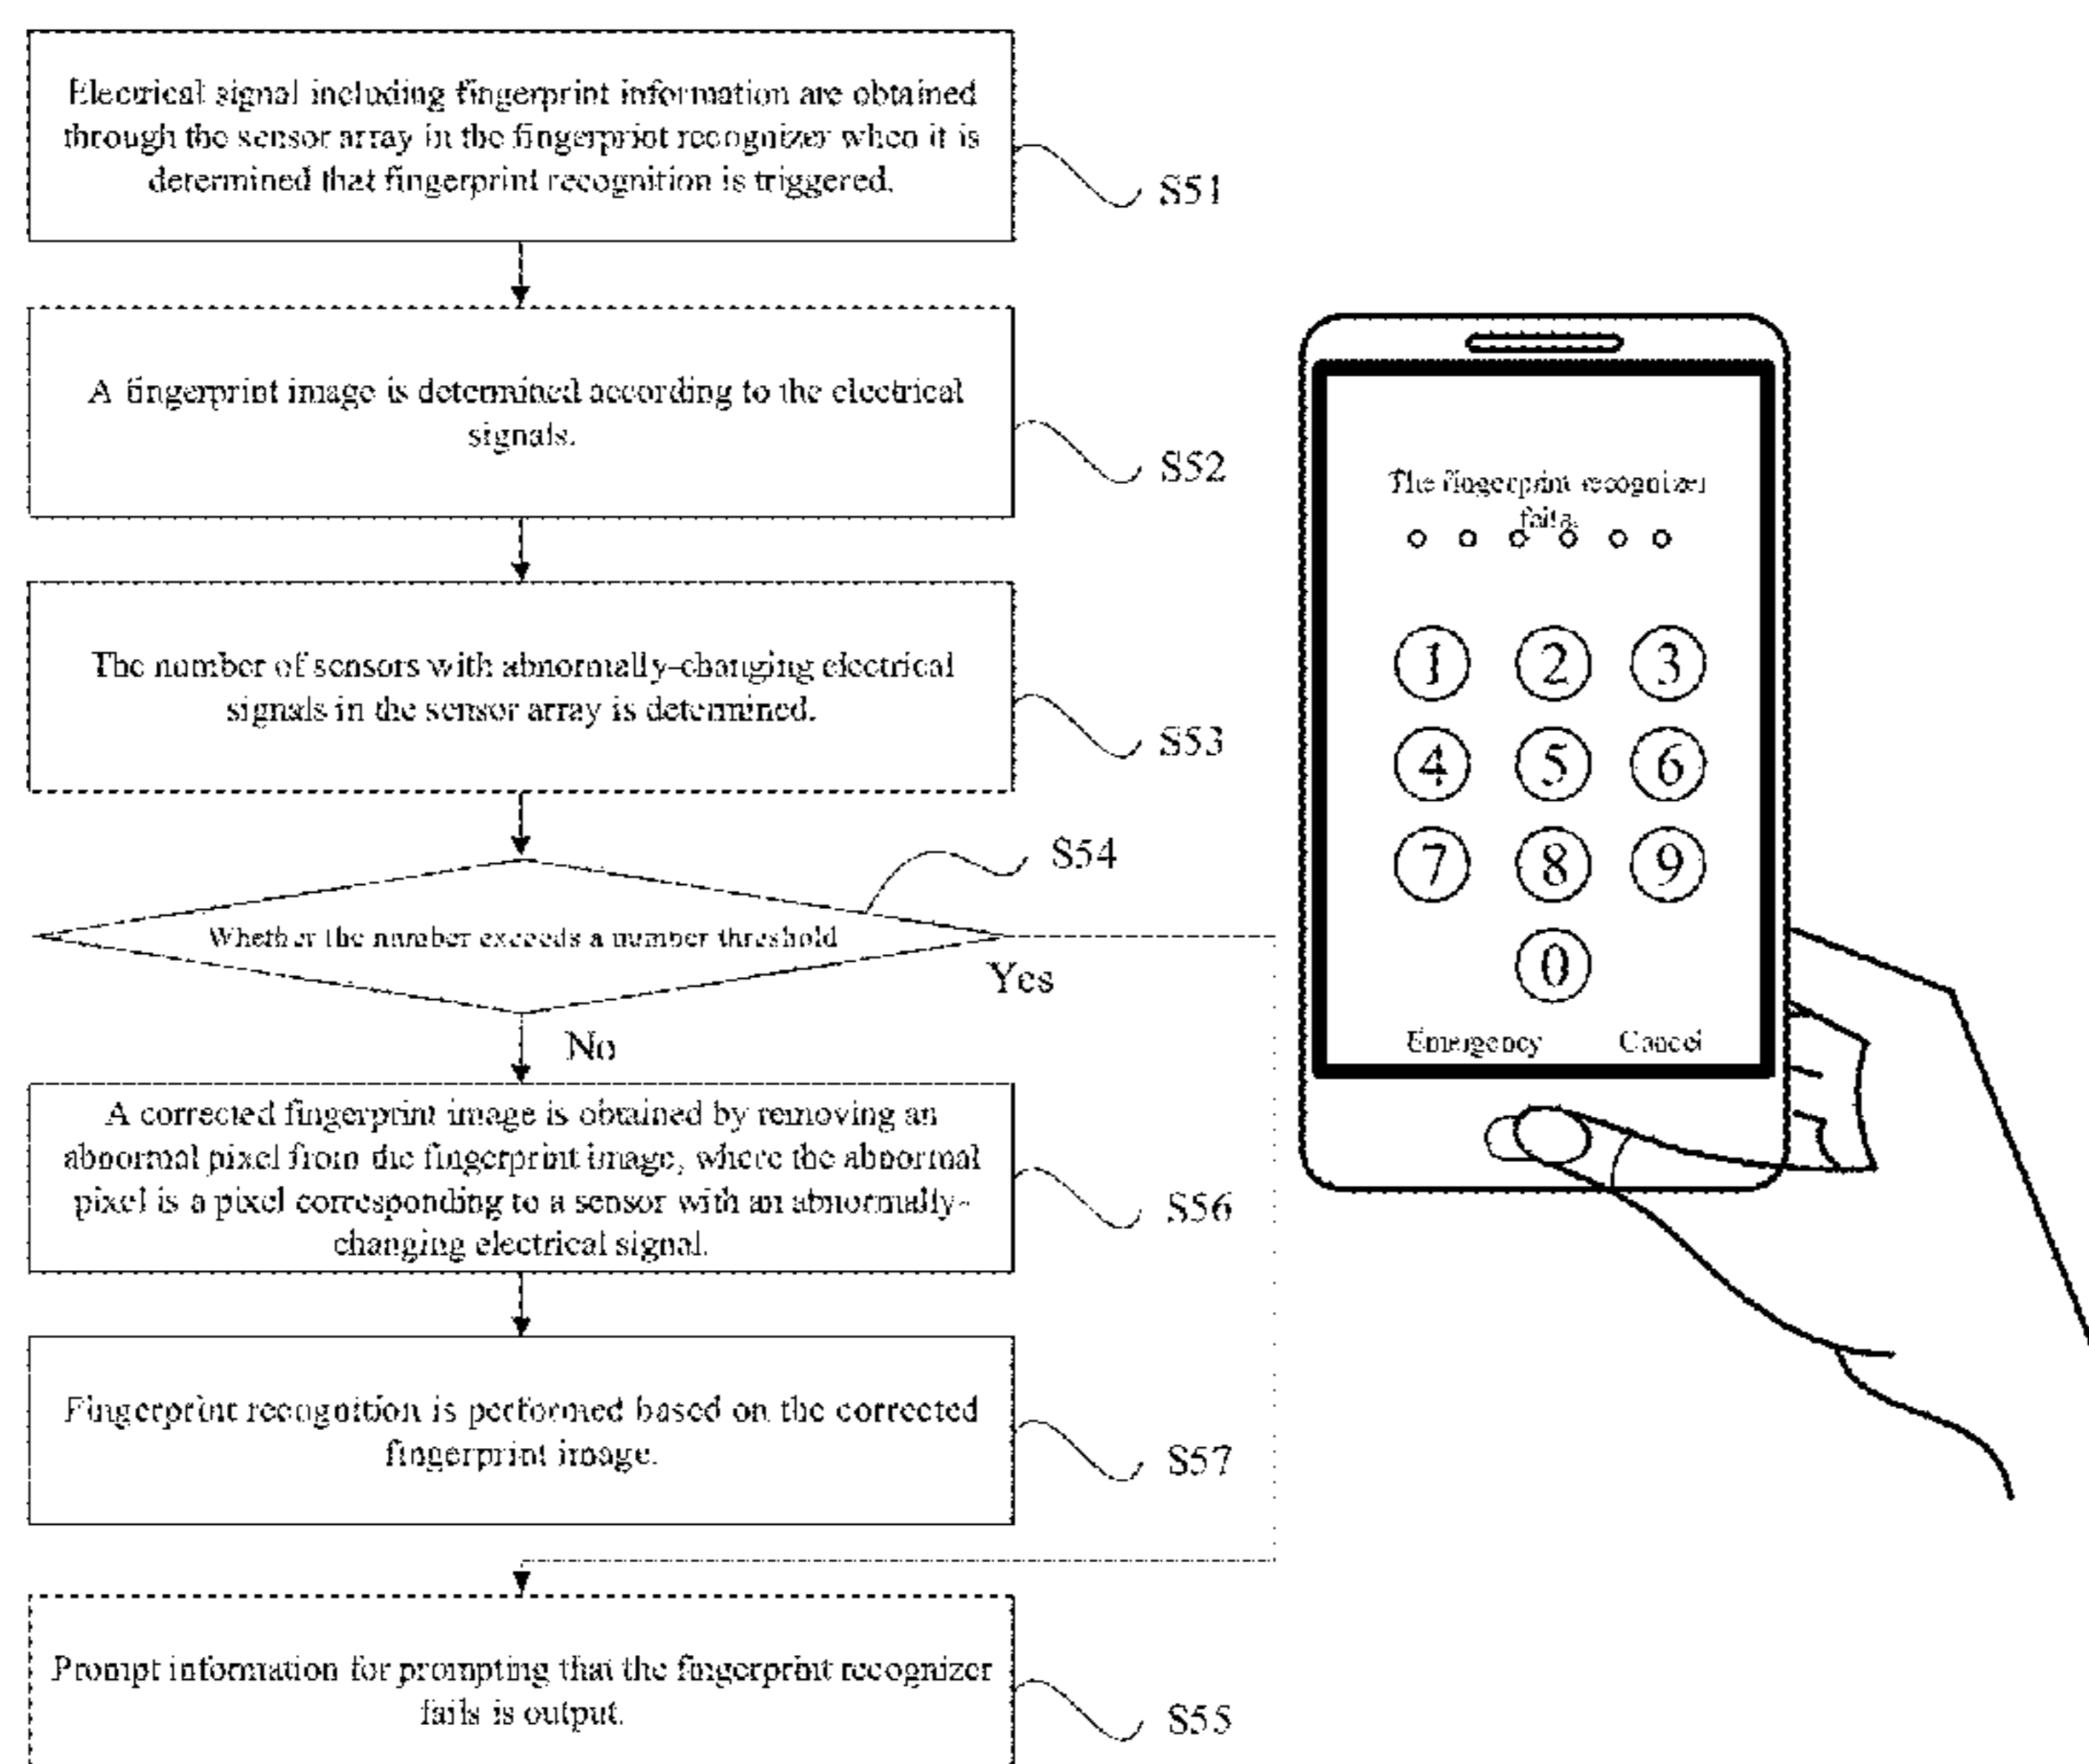 Electrical signal including fingerprint information are obtained
through the sensor array in the fingerprint recognizer when it is
determined that fingerprint recognition is triggered.
S51
A fingerprint image is determined according to the electrical
signals.
S52
The number of sensors with abnormally-changing electrical
signals in the sensor array is determined.
S53
S54
Whether the number exceeds a number threshold
Yes
No
A corrected fingerprint image is obtained by removing an
abnormal pixel from the fingerprint image, where the abnormal
pixel is a pixel corresponding to a sensor with an abnormally-
changing electrical signal.
S56
Fingerprint recognition is performed based on the corrected
fingerprint image.
S57
Prompt information for prompting that the fingerprint recognizer
fails is output.
S55
The fingerprint recognizer
fails.
1 2 3
4 5 6
7 8 9
0
Emergency Cancel